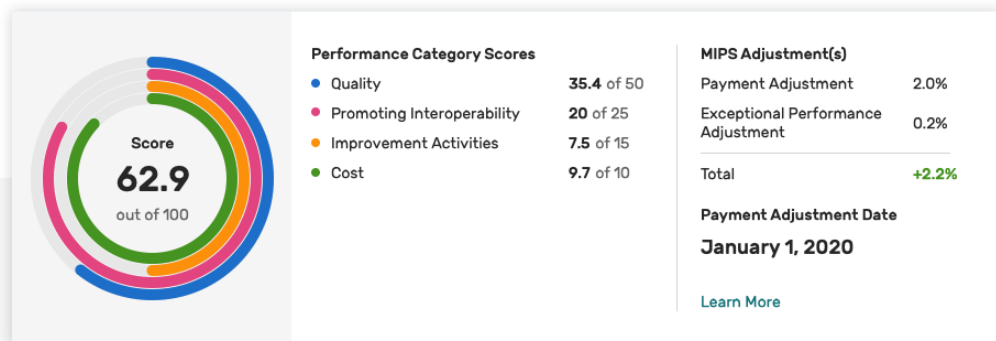 Score
62.9
out of 100
Performance Category Scores
Quality 35.4 of 50
Promoting Interoperability 20 of 25
Improvement Activities 7.5 of 15
Cost 9.7 of 10
MIPS Adjustment(s)
Payment Adjustment 2.0%
Exceptional Performance
Adjustment 0.2%
Total +2.2%
Payment Adjustment Date
January 1, 2020
Learn More